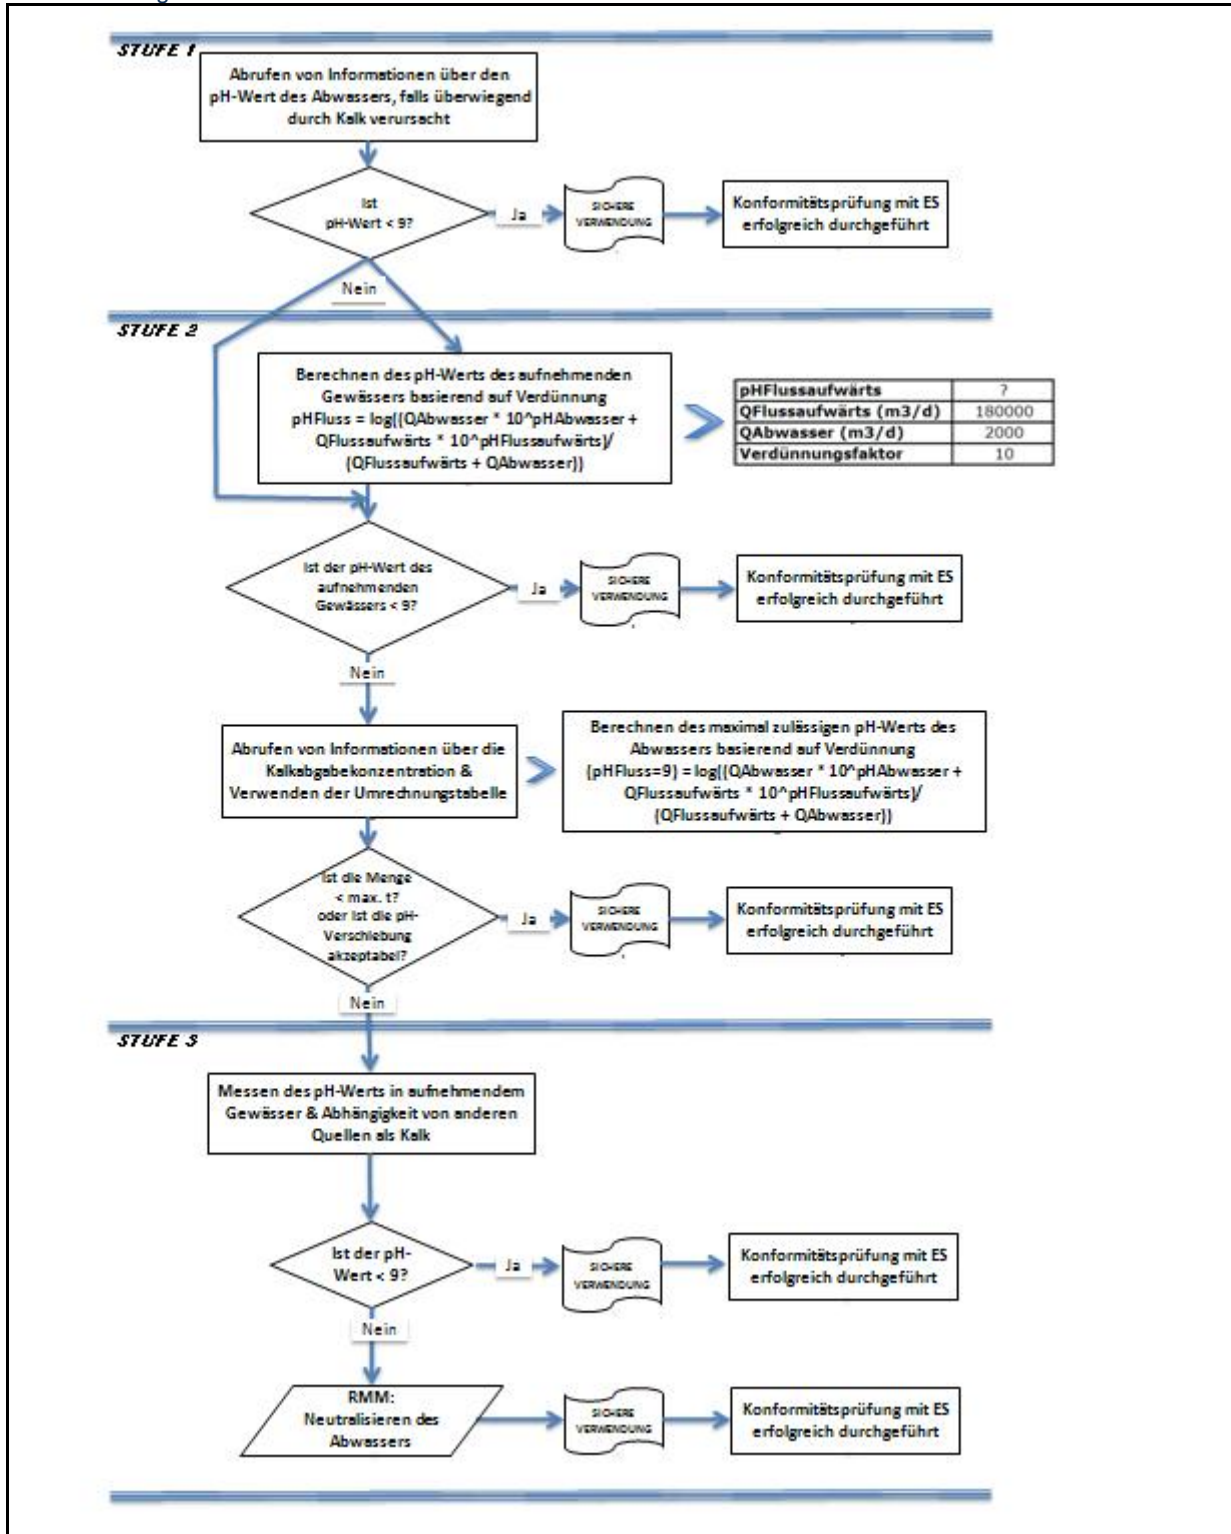 STUFE 1
Abrufen von Informationen über den
pH-Wert des Abwassers, falls überwiegend
durch Kalk verursacht
Ist
pH-Wert < 9?
Ja
SICHERE
VERWENDUNG
Konformitätsprüfung mit ES
erfolgreich durchgeführt
Nein
STUFE 2
Berechnen des pH-Werts des aufnehmenden
Gewässers basierend auf Verdünnung
pHFluss = log((QAbwasser * 10^pHAbwasser +
QFlussaufwärts * 10^pHFlussaufwärts)/
(QFlussaufwärts + QAbwasser))
pHFlussaufwärts ?
QFlussaufwärts (m3/d) 180000
QAbwasser (m3/d) 2000
Verdünnungsfaktor 10
Ist der pH-Wert des
aufnehmenden
Gewässers < 9?
Ja
SICHERE
VERWENDUNG
Konformitätsprüfung mit ES
erfolgreich durchgeführt
Nein
Abrufen von Informationen über die
Kalkabgabekonzentration &
Verwenden der Umrechnungstabelle
Berechnen des maximal zulässigen pH-Werts des
Abwassers basierend auf Verdünnung
(pHFluss=9) = log((QAbwasser * 10^pHAbwasser +
QFlussaufwärts * 10^pHFlussaufwärts)/
(QFlussaufwärts + QAbwasser))
Ist die Menge
< max. t?
oder ist die pH-
Verschiebung
akzeptabel?
Ja
SICHERE
VERWENDUNG
Konformitätsprüfung mit ES
erfolgreich durchgeführt
Nein
STUFE 3
Messen des pH-Werts in aufnehmendem
Gewässer & Abhängigkeit von anderen
Quellen als Kalk
Ist der pH-
Wert < 9?
Ja
SICHERE
VERWENDUNG
Konformitätsprüfung mit ES
erfolgreich durchgeführt
Nein
RMM:
Neutralisieren des
Abwassers
SICHERE
VERWENDUNG
Konformitätsprüfung mit ES
erfolgreich durchgeführt